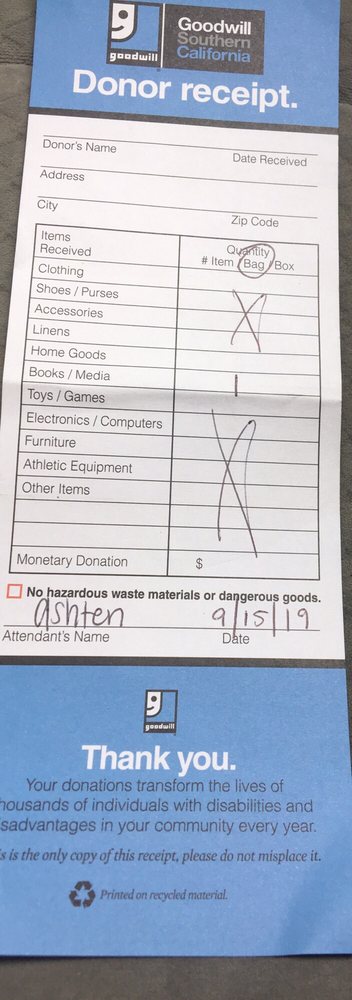 goodwill
Goodwill
Southern
California
Donor receipt.
Donor's Name
Date Received
Address
City
Zip Code
Items
Received
Quantity
# Item / Bag / Box
Clothing
Shoes / Purses
Accessories
Linens
Home Goods
Books / Media
Toys / Games
Electronics / Computers
Furniture
Athletic Equipment
Other Items
Monetary Donation $
No hazardous waste materials or dangerous goods.
Ashten 9/15/19
Attendant's Name Date
goodwill
Thank you.
Your donations transform the lives of
housands of individuals with disabilities and
sadvantages in your community every year.
s is the only copy of this receipt, please do not misplace it.
Printed on recycled material.